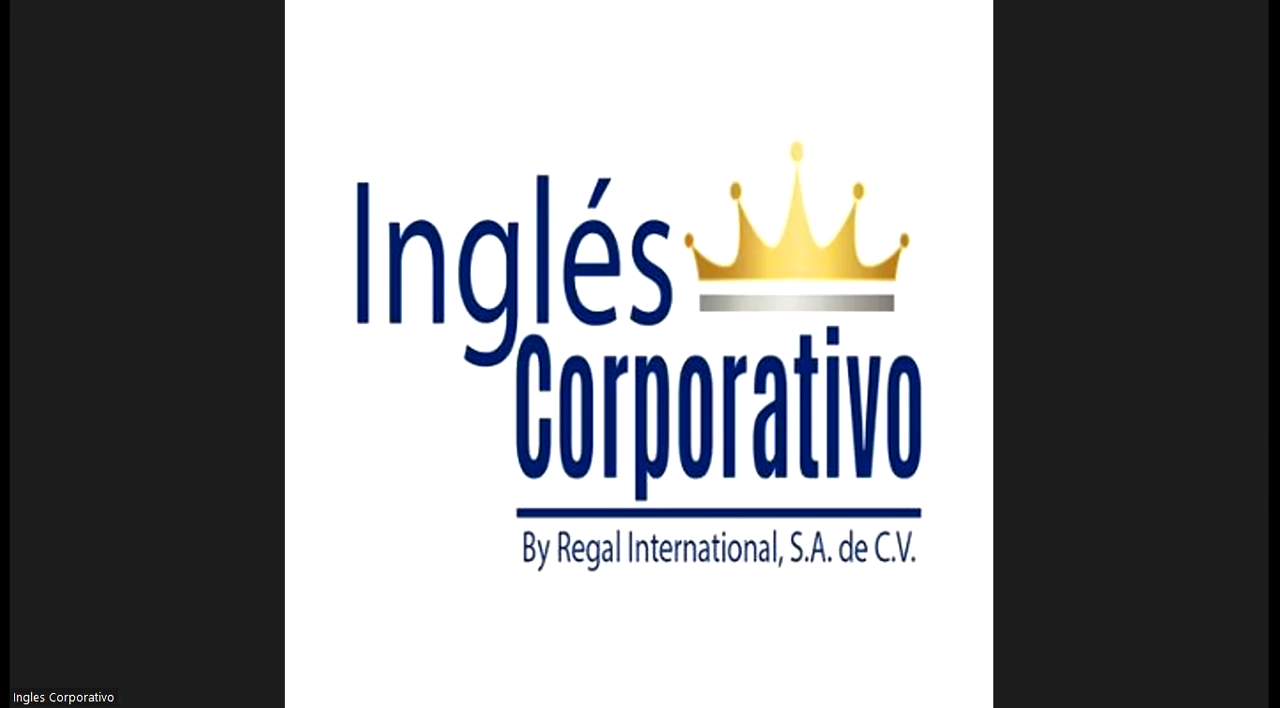 Inglés
Corporativo
By Regal International, S.A. de C.V.
Ingles Corporativo